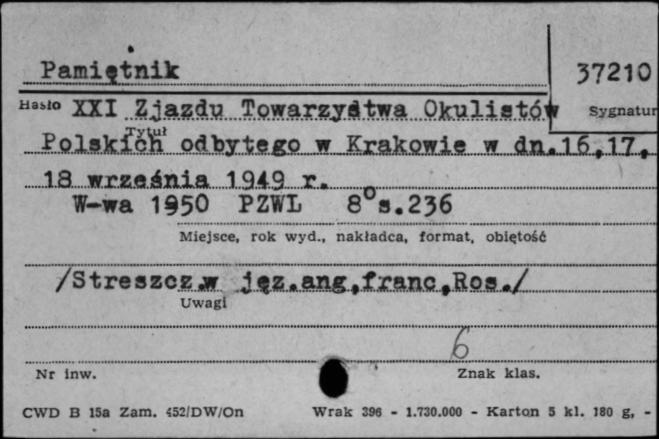 Pamiętnik
37210
Hasło XXI Zjazdu Towarzystwa Okulistów
Sygnatur
Tytuł
Polskich odbytego w Krakowie w dn.16,17,
18 września 1949 r.
W-wa 1950 PZWL 8° s.236
Miejsce, rok wyd., nakładca, format, objętość
/Streszcz.w jęz.ang,franc,Ros./
Uwagi
6
Nr inw.
Znak klas.
CWD B 15a Zam. 452/DW/On Wrak 396 - 1.730.000 - Karton 5 kl. 180 g, -